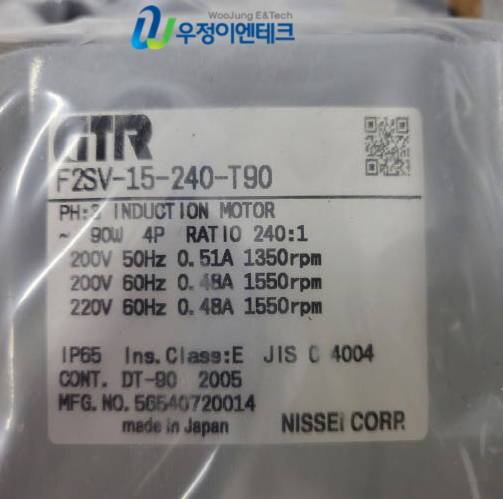 WooJung E&Tech
우정이엔테크
GTR
F2SV-15-240-T90
PH:3 INDUCTION MOTOR
~ 90W 4P RATIO 240:1
200V 50Hz 0.51A 1350rpm
200V 60Hz 0.48A 1550rpm
220V 60Hz 0.48A 1550rpm
IP65 Ins.Class:E JIS C 4004
CONT. DT-90 2005
MFG.NO.56540720014
made in Japan NISSEI CORP.